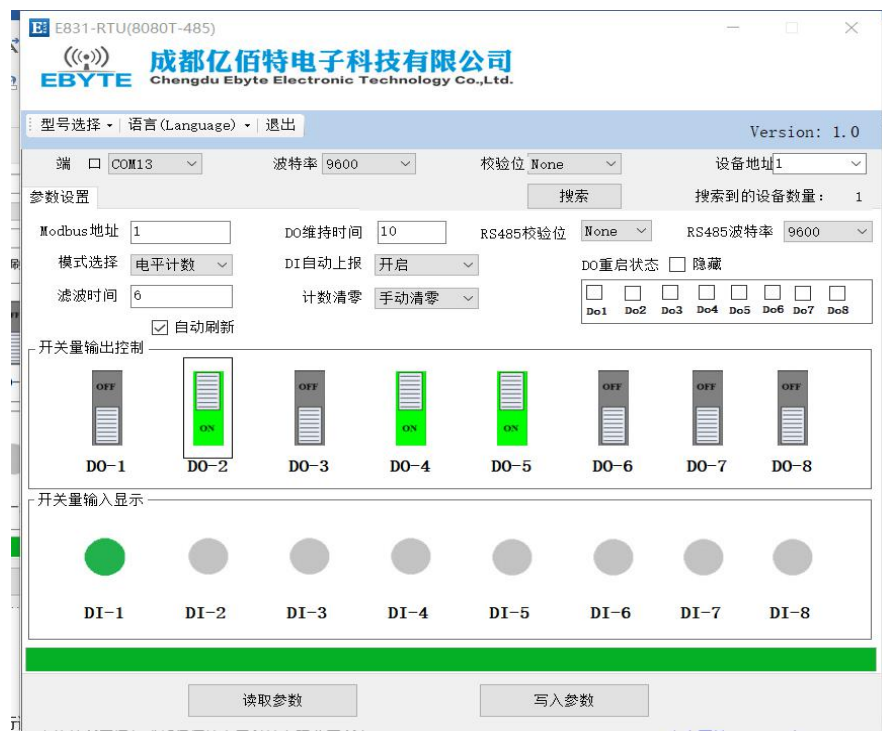 E831-RTU(8080T-485)
EBYTE 成都亿佰特电子科技有限公司
Chengdu Ebyte Electronic Technology Co.,Ltd.
型号选择 语言(Language) 退出
Version: 1.0
端 口 COM13 波特率 9600 校验位 None 设备地址 1
参数设置 搜索 搜索到的设备数量: 1
Modbus地址 1 DO维持时间 10 RS485校验位 None RS485波特率 9600
模式选择 电平计数 DI自动上报 开启 DO重启状态 隐藏
滤波时间 6 计数清零 手动清零
Do1 Do2 Do3 Do4 Do5 Do6 Do7 Do8
自动刷新
开关量输出控制
OFF ON OFF ON ON OFF OFF OFF
DO-1 DO-2 DO-3 DO-4 DO-5 DO-6 DO-7 DO-8
开关量输入显示
DI-1 DI-2 DI-3 DI-4 DI-5 DI-6 DI-7 DI-8
读取参数 写入参数